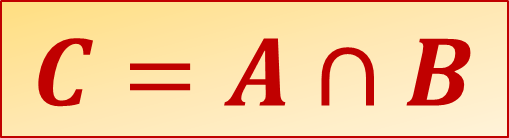 C = A ∩ B